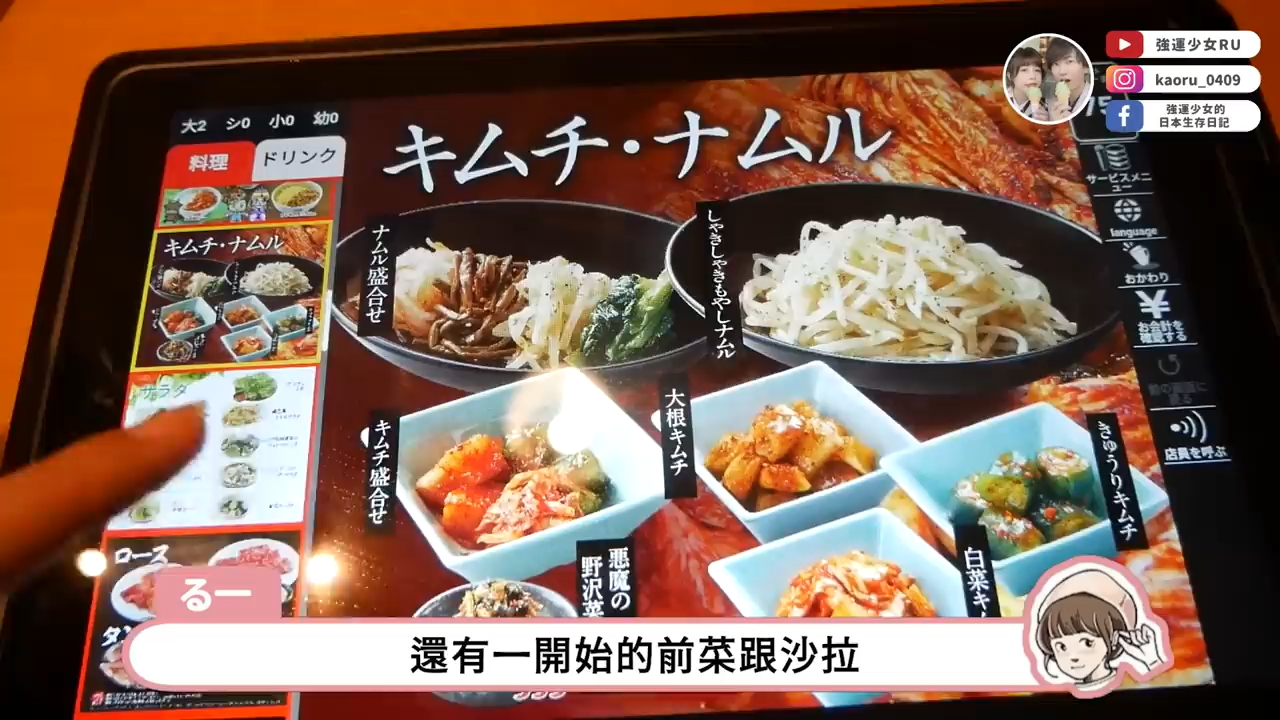 強運少女RU
kaoru_0409
強運少女的
日本生存日記
大2 シ0 小0 幼0
料理
ドリンク
キムチ・ナムル
75
サービスメニ
ュー
language
おかわり
お会計を
確認する
前の画面に
戻る
店員を呼ぶ
キムチ・ナムル
サラダ
ロース
ナムル盛合せ
しゃきしゃきもやしナムル
キムチ盛合せ
大根キムチ
きゅうりキムチ
悪魔の
野沢菜
白菜キ
るー
還有一開始的前菜跟沙拉